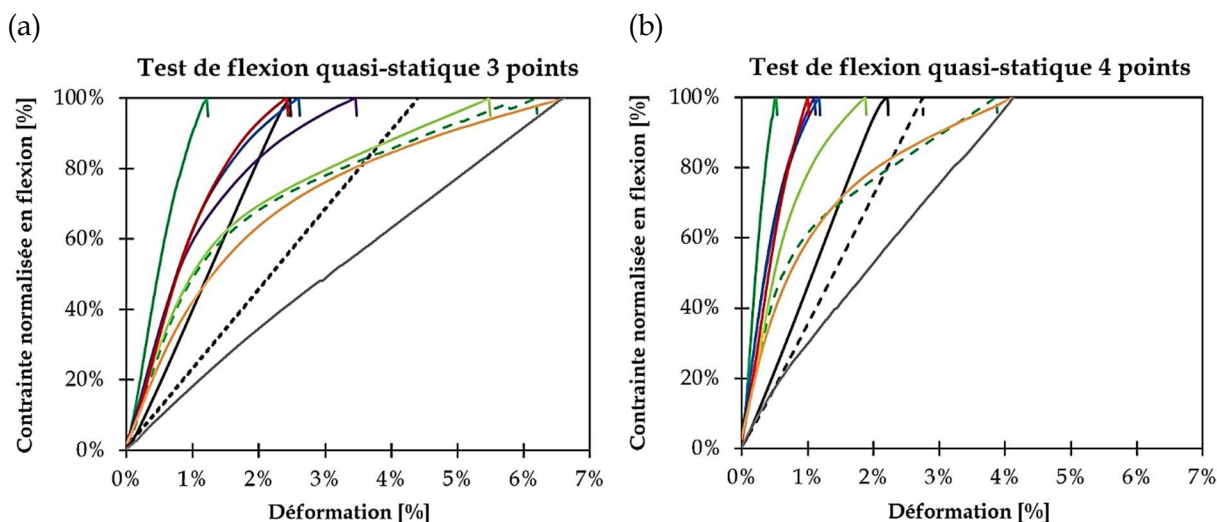 (a)
Test de flexion quasi-statique 3 points
Contrainte normalisée en flexion [%]
100%
80%
60%
40%
20%
0%
0% 1% 2% 3% 4% 5% 6% 7%
Déformation [%]
(b)
Test de flexion quasi-statique 4 points
Contrainte normalisée en flexion [%]
100%
80%
60%
40%
20%
0%
0% 1% 2% 3% 4% 5% 6% 7%
Déformation [%]